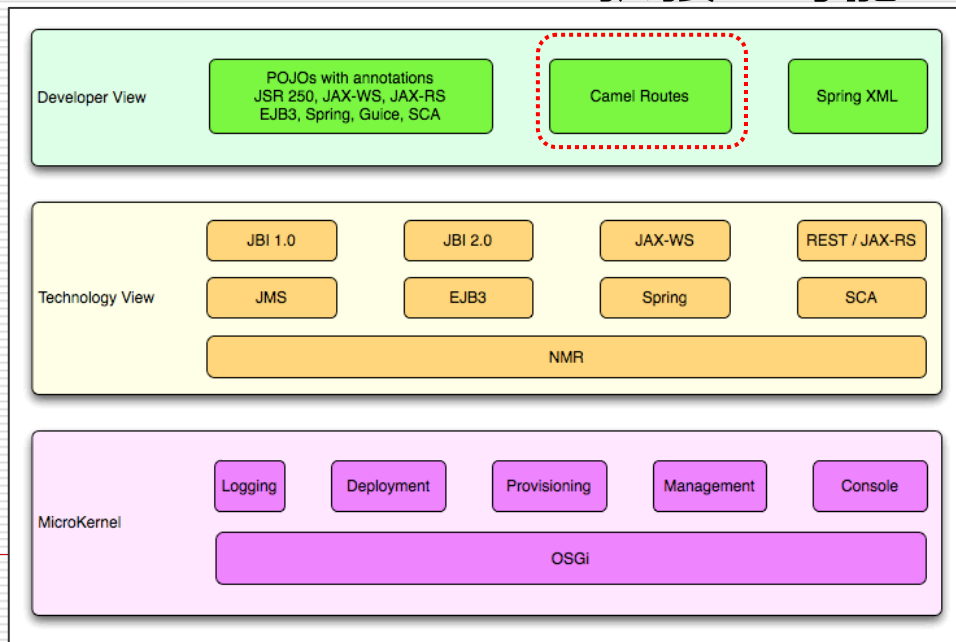 Developer View
POJOs with annotations
JSR 250, JAX-WS, JAX-RS
EJB3, Spring, Guice, SCA
Camel Routes
Spring XML
JBI 1.0
JBI 2.0
JAX-WS
REST / JAX-RS
Technology View
JMS
EJB3
Spring
SCA
NMR
Logging
Deployment
Provisioning
Management
Console
MicroKernel
OSGi